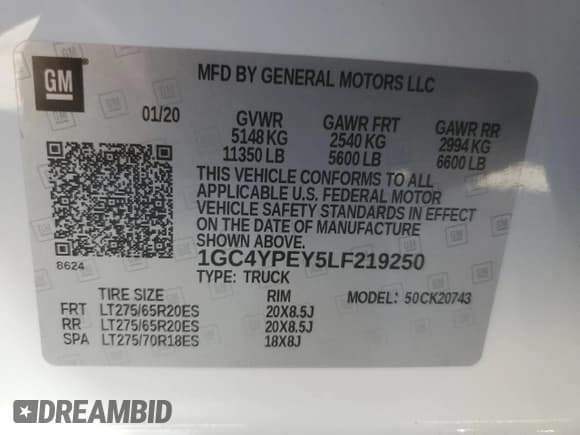 GM
MFD BY GENERAL MOTORS LLC
01/20
GVWR GAWR FRT GAWR RR
5148 KG 2540 KG 2994 KG
11350 LB 5600 LB 6600 LB
THIS VEHICLE CONFORMS TO ALL
APPLICABLE U.S. FEDERAL MOTOR
VEHICLE SAFETY STANDARDS IN EFFECT
ON THE DATE OF MANUFACTURE
SHOWN ABOVE.
8624
1GC4YPEY5LF219250
TYPE: TRUCK
TIRE SIZE RIM MODEL: 50CK20743
FRT LT275/65R20ES 20X8.5J
RR LT275/65R20ES 20X8.5J
SPA LT275/70R18ES 18X8J
DREAMBID